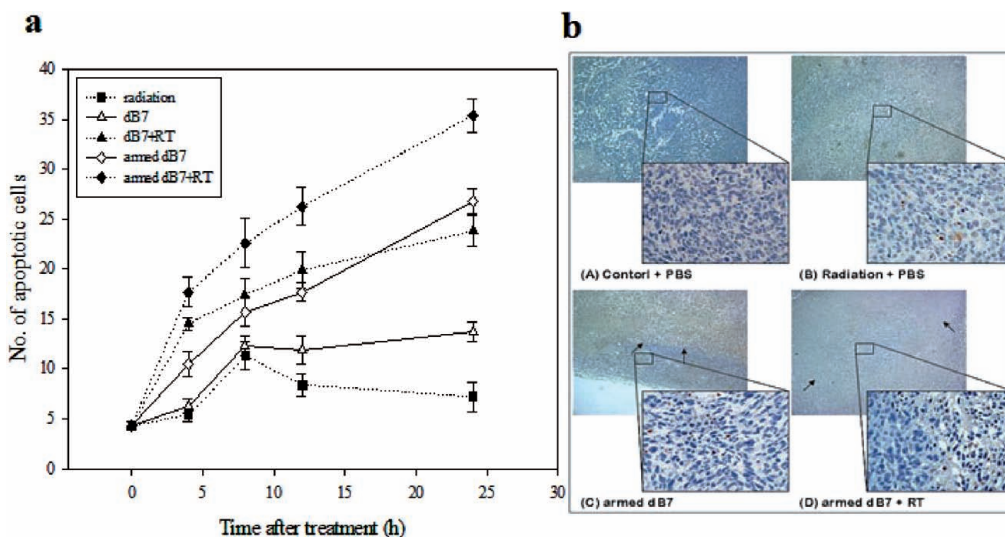 a
b
40
35
30
25
20
15
10
5
0
No. of apoptotic cells
radiation
dB7
dB7+RT
armed dB7
armed dB7+RT
0
5
10
15
20
25
30
Time after treatment (h)
(A) Contorl + PBS
(B) Radiation + PBS
(C) armed dB7
(D) armed dB7 + RT